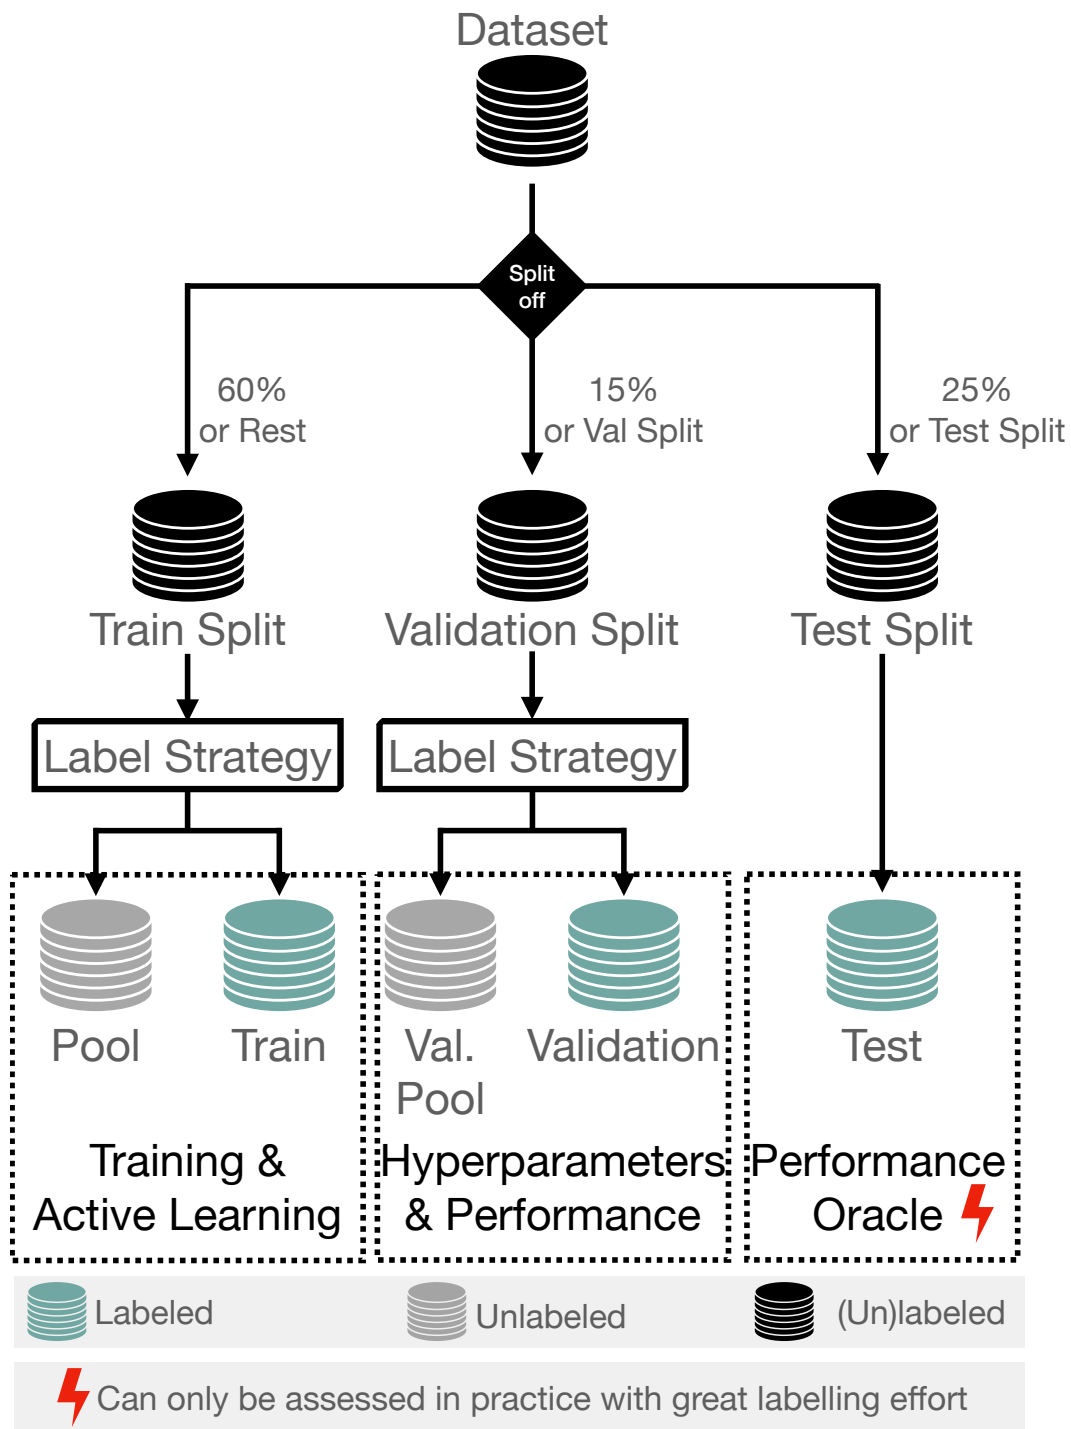 Dataset
Split
off
60%
or Rest
15%
or Val Split
25%
or Test Split
Train Split
Validation Split
Test Split
Label Strategy
Label Strategy
Pool
Train
Val.
Pool
Validation
Test
Training &
Active Learning
Hyperparameters
& Performance
Performance
Oracle
Labeled
Unlabeled
(Un)labeled
Can only be assessed in practice with great labelling effort